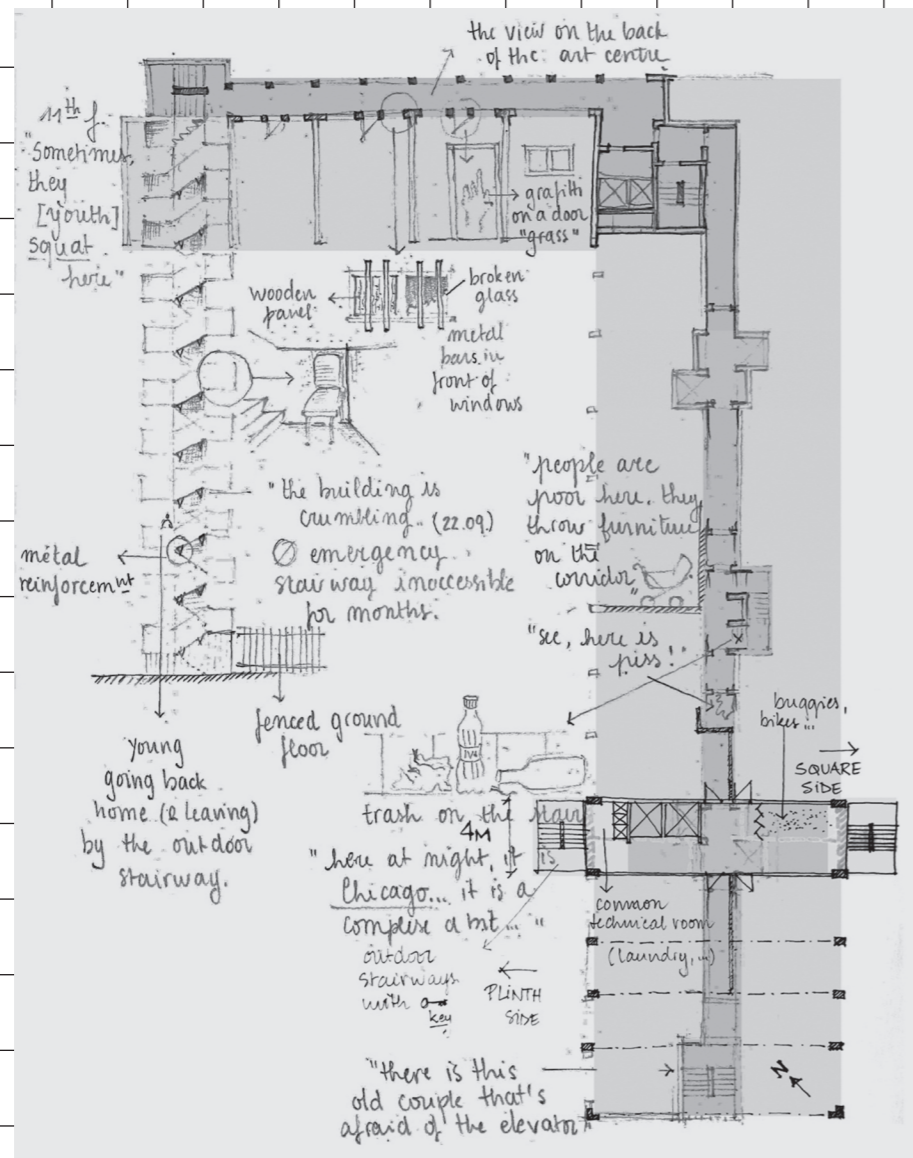 the view on the back
of the art centre
11th f.
"Sometimes,
they
[youth]
squat
here"
grafitti
on a door
"grass"
wooden
panel
broken
glass
metal
bars in
front of
windows
"the building is
crumbling.. (22.09)
emergency
stairway inaccessible
for months.
metal
reinforcement
"people are
poor here. they
throw furniture
on the
corridor"
"see, here is
piss!"
fenced ground
floor
young
going back
home (& leaving)
by the outdoor
stairway.
trash on the stair
buggies,
bikes...
SQUARE
SIDE
4M
"here at night, it is
Chicago... it is a
a bit... "
common
technical room
(laundry,...)
outdoor
stairways
with a
key
PLINTH
SIDE
"there is this
old couple that's
afraid of the elevator"
N